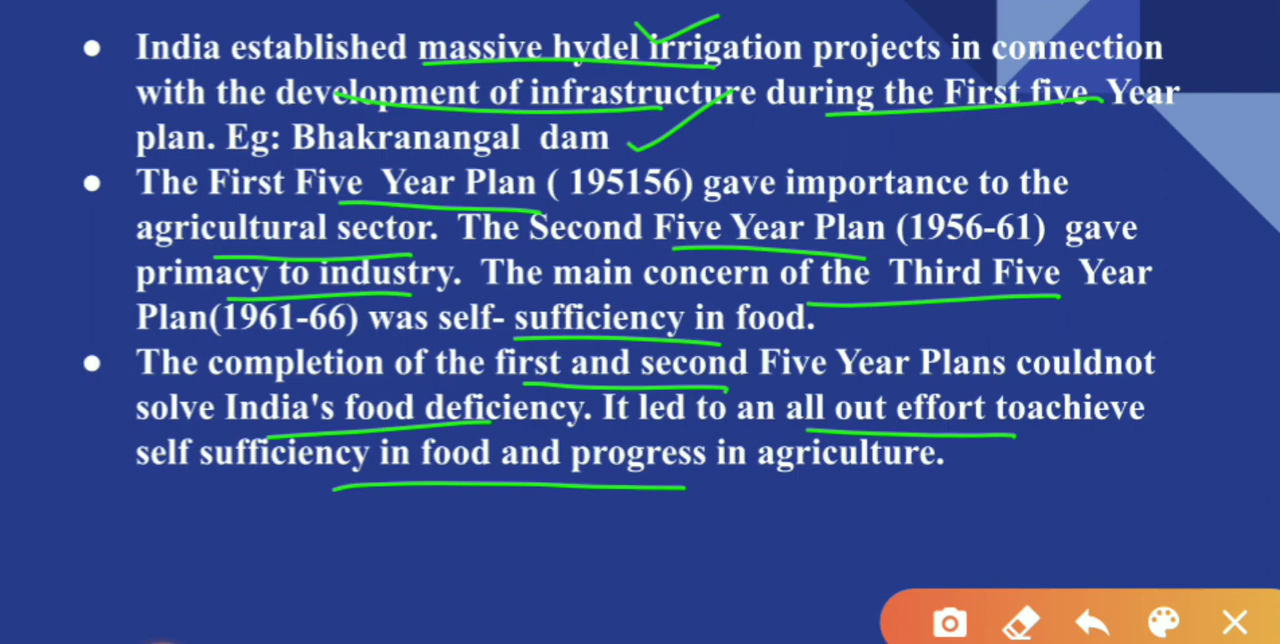 ● India established massive hydel irrigation projects in connection
with the development of infrastructure during the First five Year
plan. Eg: Bhakranangal dam
● The First Five Year Plan ( 195156) gave importance to the
agricultural sector. The Second Five Year Plan (1956-61) gave
primacy to industry. The main concern of the Third Five Year
Plan(1961-66) was self- sufficiency in food.
● The completion of the first and second Five Year Plans couldnot
solve India's food deficiency. It led to an all out effort toachieve
self sufficiency in food and progress in agriculture.